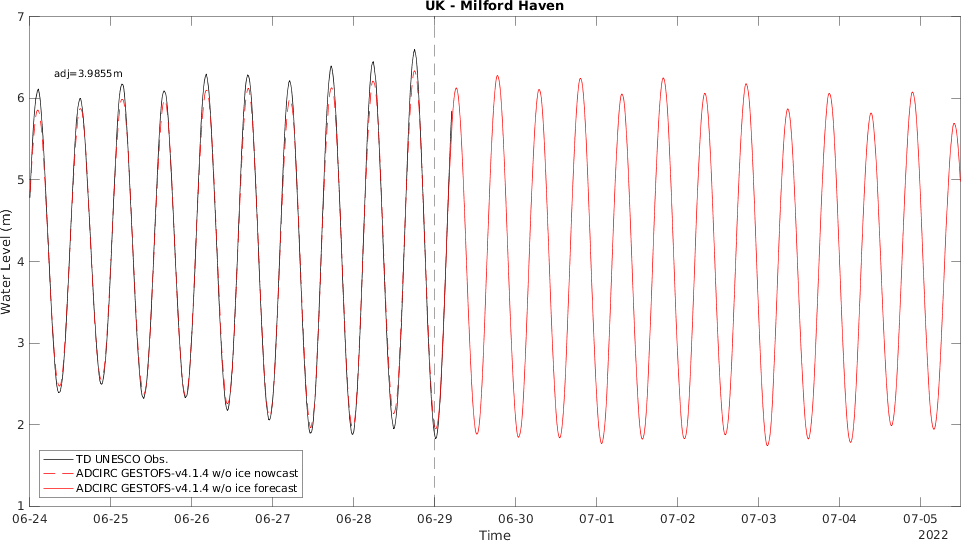 UK - Milford Haven
adj=3.9855m
Water Level (m)
7
6
5
4
3
2
1
TD UNESCO Obs.
ADCIRC GESTOFS-v4.1.4 w/o ice nowcast
ADCIRC GESTOFS-v4.1.4 w/o ice forecast
06-24 06-25 06-26 06-27 06-28 06-29 06-30 07-01 07-02 07-03 07-04 07-05
Time
2022